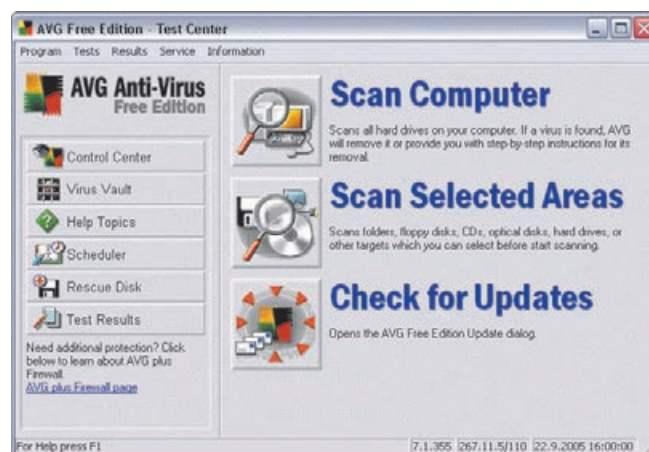 AVG Free Edition - Test Center
Program Tests Results Service Information
AVG Anti-Virus
Free Edition
Control Center
Virus Vault
Help Topics
Scheduler
Rescue Disk
Test Results
Need additional protection? Click
below to learn about AVG plus
Firewall.
AVG plus Firewall page
Scan Computer
Scans all hard drives on your computer. If a virus is found, AVG
will remove it or provide you with step-by-step instructions for its
removal.
Scan Selected Areas
Scans folders, floppy disks, CDs, optical disks, hard drives, or
other targets which you can select before start scanning.
Check for Updates
Opens the AVG Free Edition Update dialog.
For Help press F1
7.1.355 267.11.5/110 22.9.2005 16:00:00